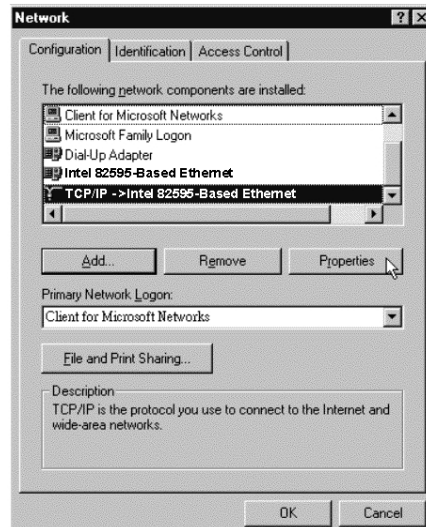 Network
Configuration Identification Access Control
The following network components are installed:
Client for Microsoft Networks
Microsoft Family Logon
Dial-Up Adapter
Intel 82595-Based Ethernet
TCP/IP ->Intel 82595-Based Ethernet
Add... Remove Properties
Primary Network Logon:
Client for Microsoft Networks
File and Print Sharing...
Description
TCP/IP is the protocol you use to connect to the Internet and
wide-area networks.
OK Cancel